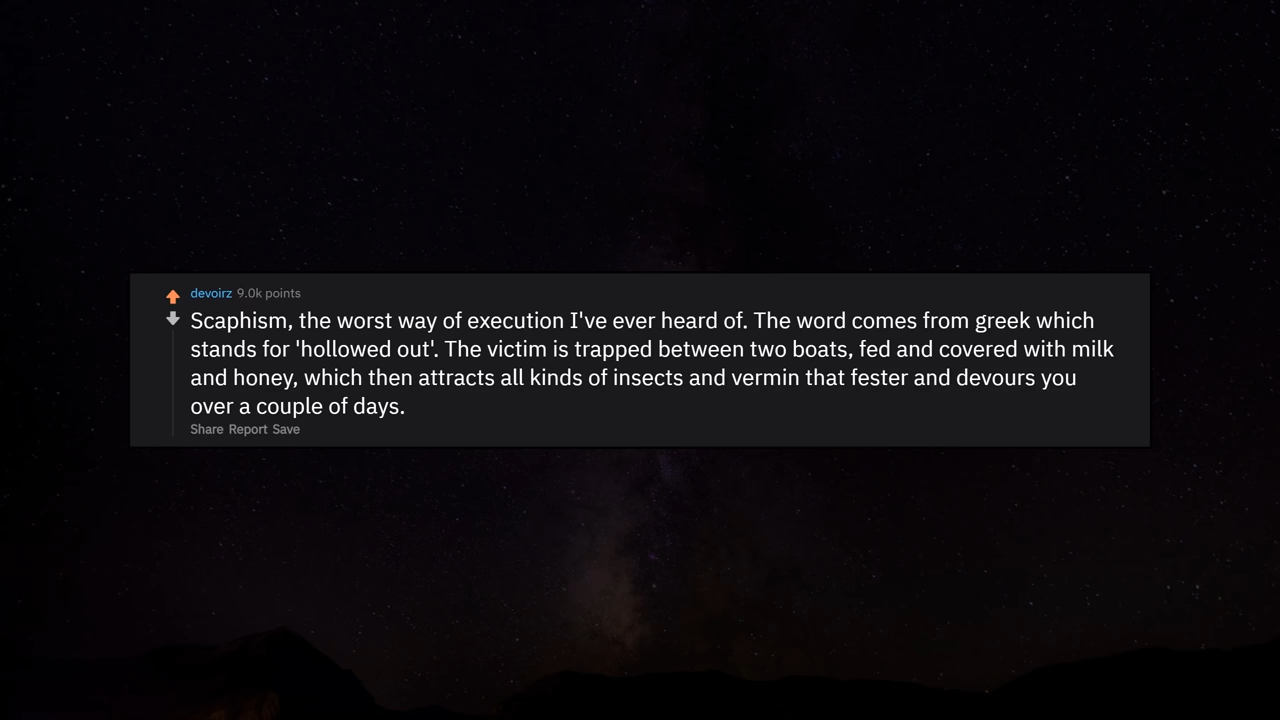 devoirz 9.0k points
Scaphism, the worst way of execution I've ever heard of. The word comes from greek which
stands for 'hollowed out'. The victim is trapped between two boats, fed and covered with milk
and honey, which then attracts all kinds of insects and vermin that fester and devours you
over a couple of days.
Share Report Save